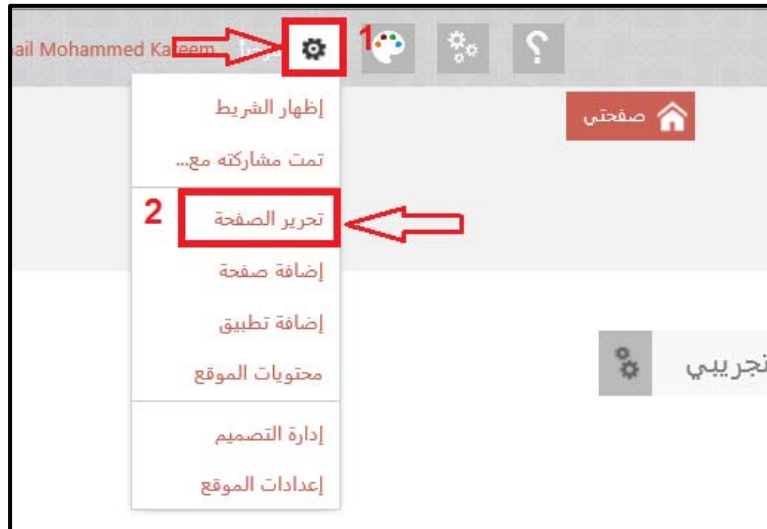 ail Mohammed Kareem
1
صفحتي
إظهار الشريط
تمت مشاركته مع...
2
تحرير الصفحة
إضافة صفحة
إضافة تطبيق
محتويات الموقع
إدارة التصميم
إعدادات الموقع
تجريبي